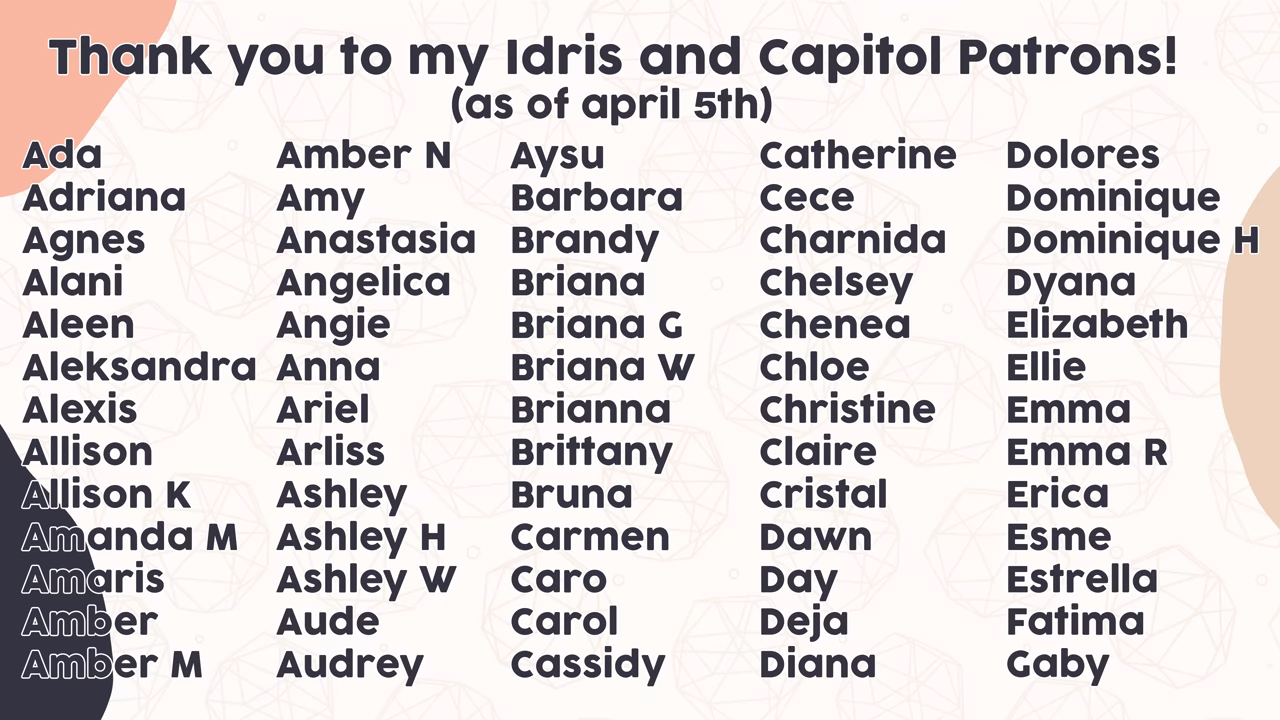 Thank you to my Idris and Capitol Patrons!
(as of april 5th)
Ada
Adriana
Agnes
Alani
Aleen
Aleksandra
Alexis
Allison
Allison K
Amanda M
Amaris
Amber
Amber M
Amber N
Amy
Anastasia
Angelica
Angie
Anna
Ariel
Arliss
Ashley
Ashley H
Ashley W
Aude
Audrey
Aysu
Barbara
Brandy
Briana
Briana G
Briana W
Brianna
Brittany
Bruna
Carmen
Caro
Carol
Cassidy
Catherine
Cece
Charnida
Chelsey
Chenea
Chloe
Christine
Claire
Cristal
Dawn
Day
Deja
Diana
Dolores
Dominique
Dominique H
Dyana
Elizabeth
Ellie
Emma
Emma R
Erica
Esme
Estrella
Fatima
Gaby